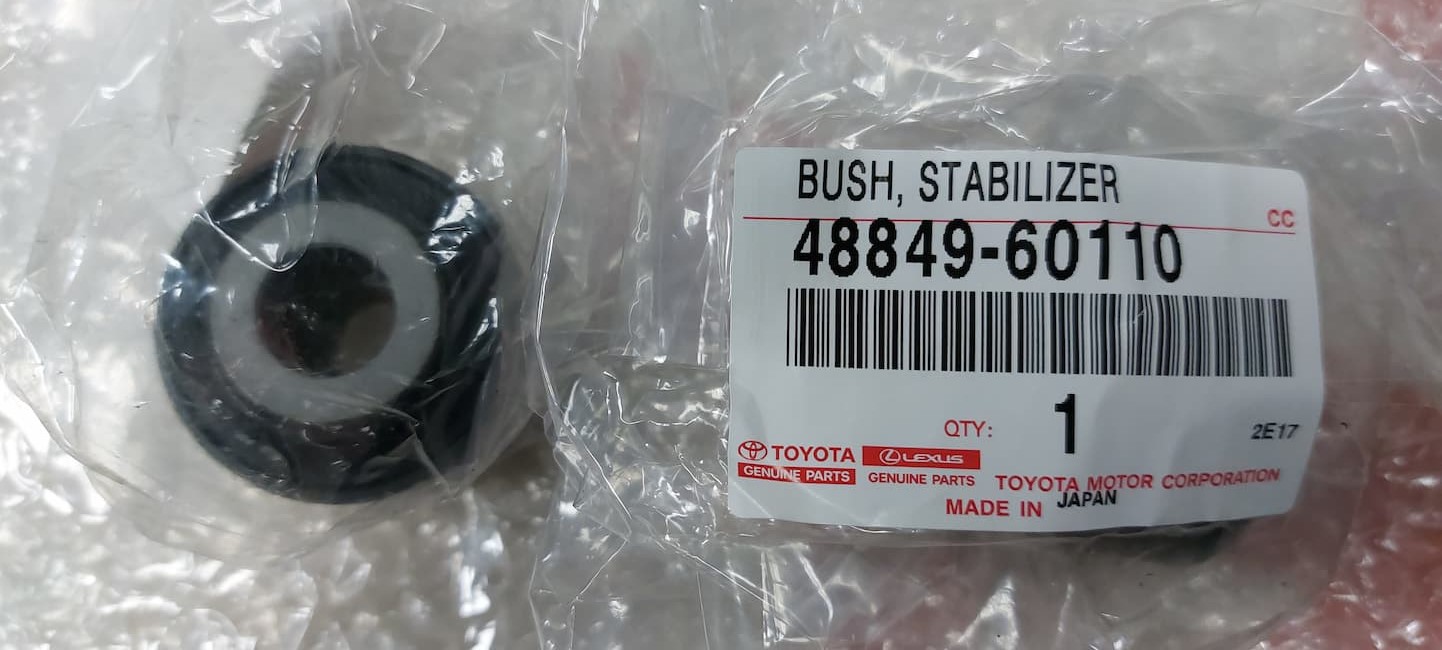 BUSH, STABILIZER
CC
48849-60110
QTY: 1
2E17
TOYOTA LEXUS
GENUINE PARTS GENUINE PARTS TOYOTA MOTOR CORPORATION
MADE IN JAPAN